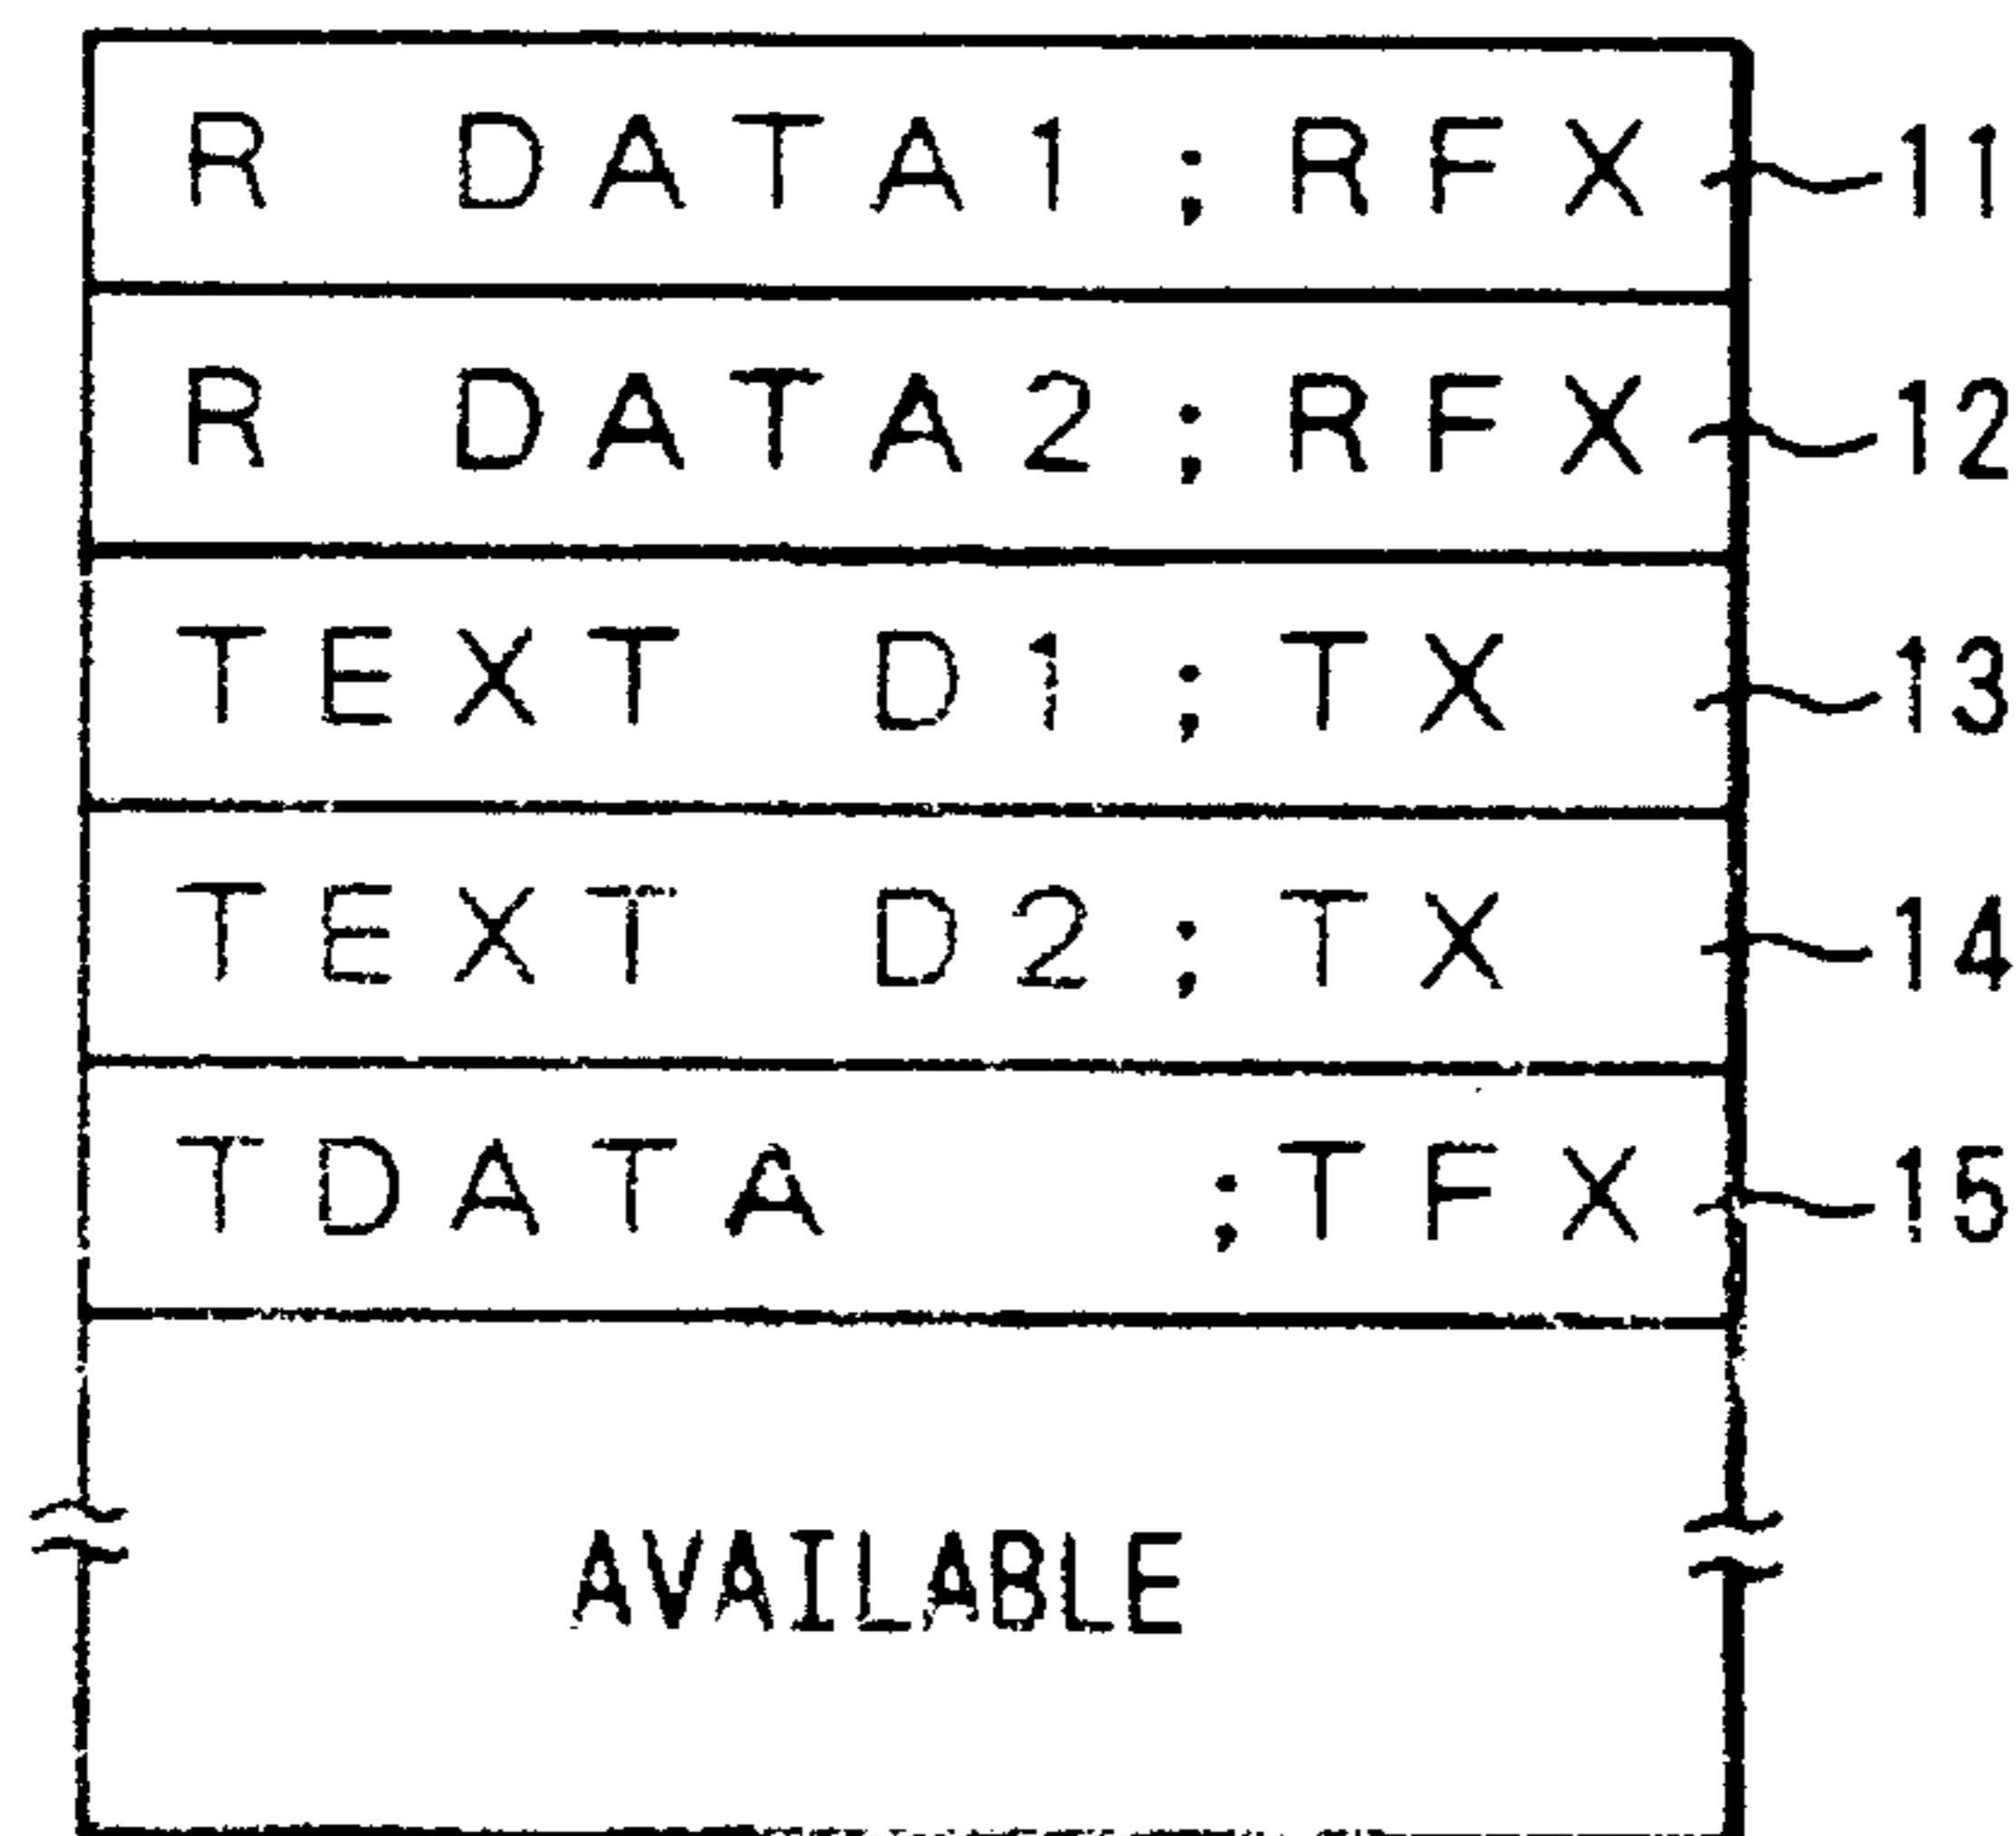 R DATA1;RFX 11
R DATA2;RFX 12
TEXT D1;TX 13
TEXT D2;TX 14
TDATA ;TFX 15
AVAILABLE